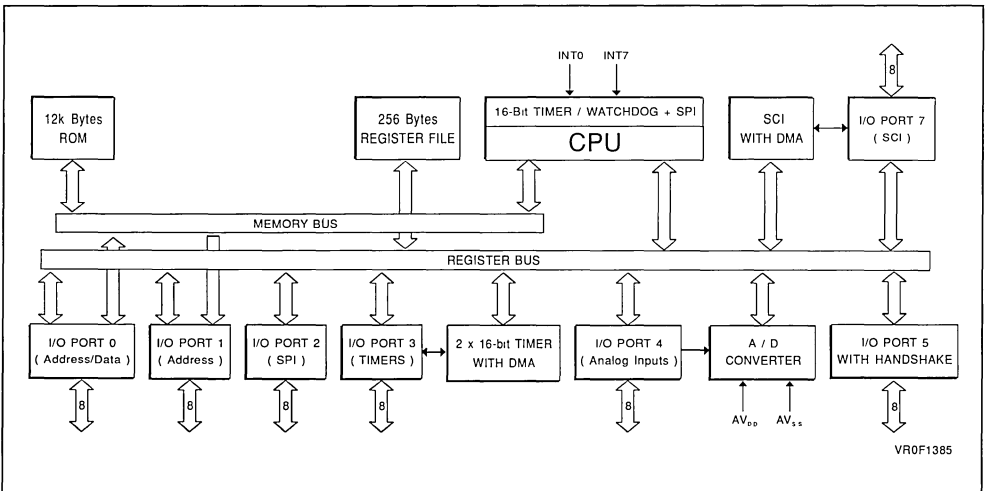 INT0 INT7
8
12k Bytes
ROM
256 Bytes
REGISTER FILE
16-Bit TIMER / WATCHDOG + SPI
CPU
SCI
WITH DMA
I/O PORT 7
( SCI )
MEMORY BUS
REGISTER BUS
I/O PORT 0
( Address/Data )
I/O PORT 1
( Address )
I/O PORT 2
( SPI )
I/O PORT 3
( TIMERS )
2 x 16-bit TIMER
WITH DMA
I/O PORT 4
( Analog Inputs )
A / D
CONVERTER
I/O PORT 5
WITH HANDSHAKE
8 8 8 8 8 8
AVDD AVSS
VR0F1385